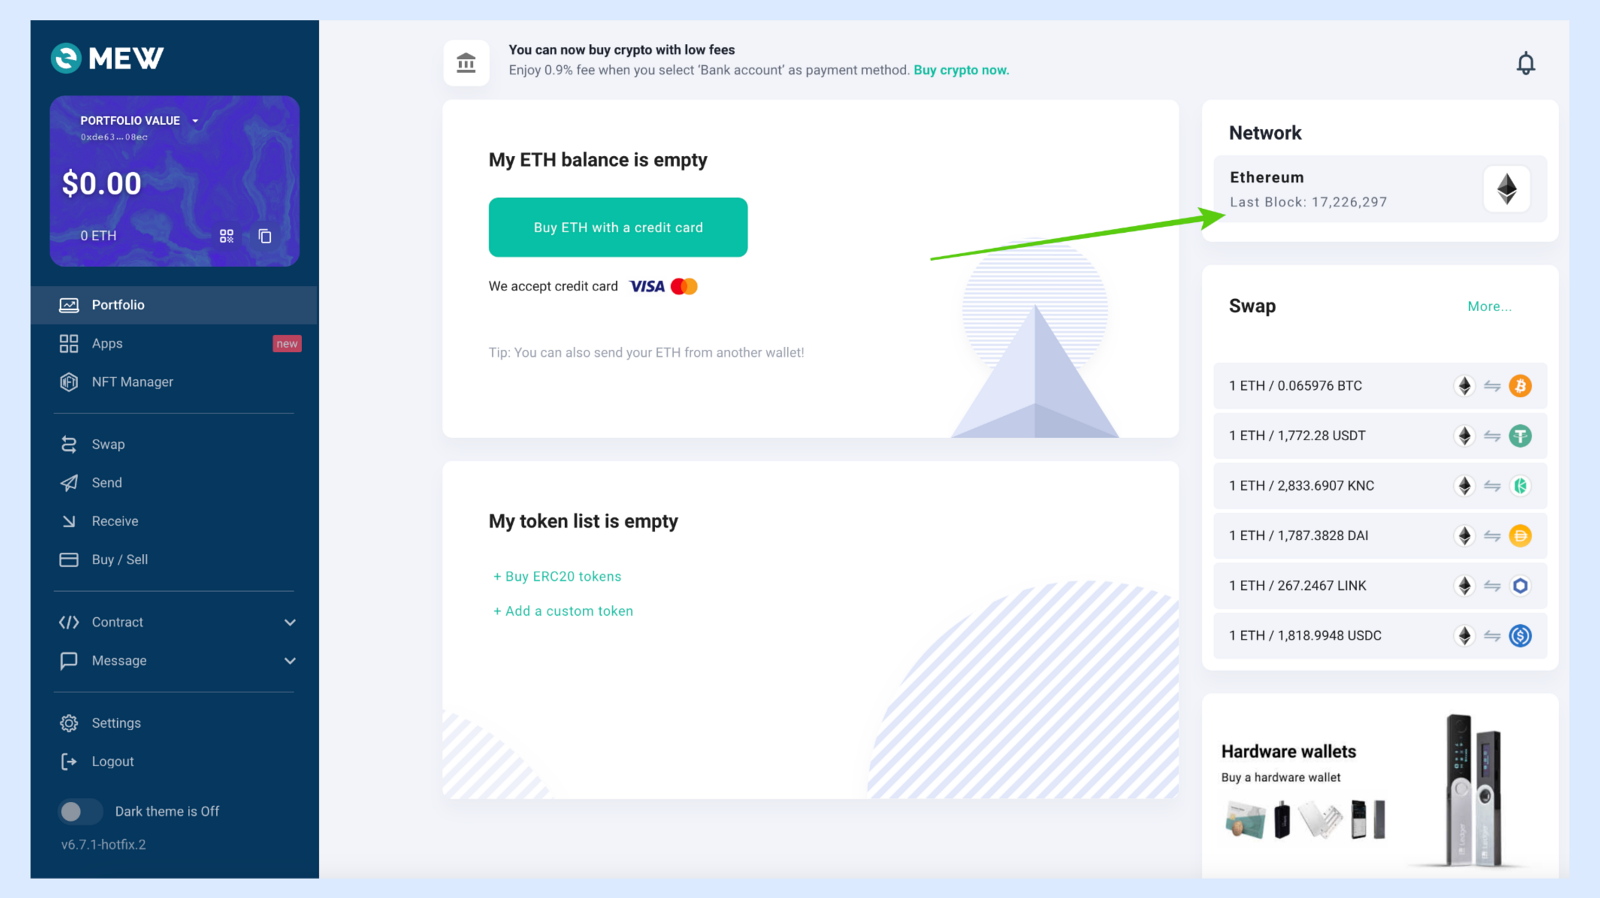 MEW
PORTFOLIO VALUE
0xde63...08ec
$0.00
0 ETH
Portfolio
Apps
new
NFT Manager
Swap
Send
Receive
Buy / Sell
Contract
Message
Settings
Logout
Dark theme is Off
v6.7.1-hotfix.2
You can now buy crypto with low fees
Enjoy 0.9% fee when you select ‘Bank account’ as payment method. Buy crypto now.
My ETH balance is empty
Buy ETH with a credit card
We accept credit card VISA
Tip: You can also send your ETH from another wallet!
My token list is empty
+ Buy ERC20 tokens
+ Add a custom token
Network
Ethereum
Last Block: 17,226,297
Swap
More...
1 ETH / 0.065976 BTC
1 ETH / 1,772.28 USDT
1 ETH / 2,833.6907 KNC
1 ETH / 1,787.3828 DAI
1 ETH / 267.2467 LINK
1 ETH / 1,818.9948 USDC
Hardware wallets
Buy a hardware wallet
Ledger
Ledger